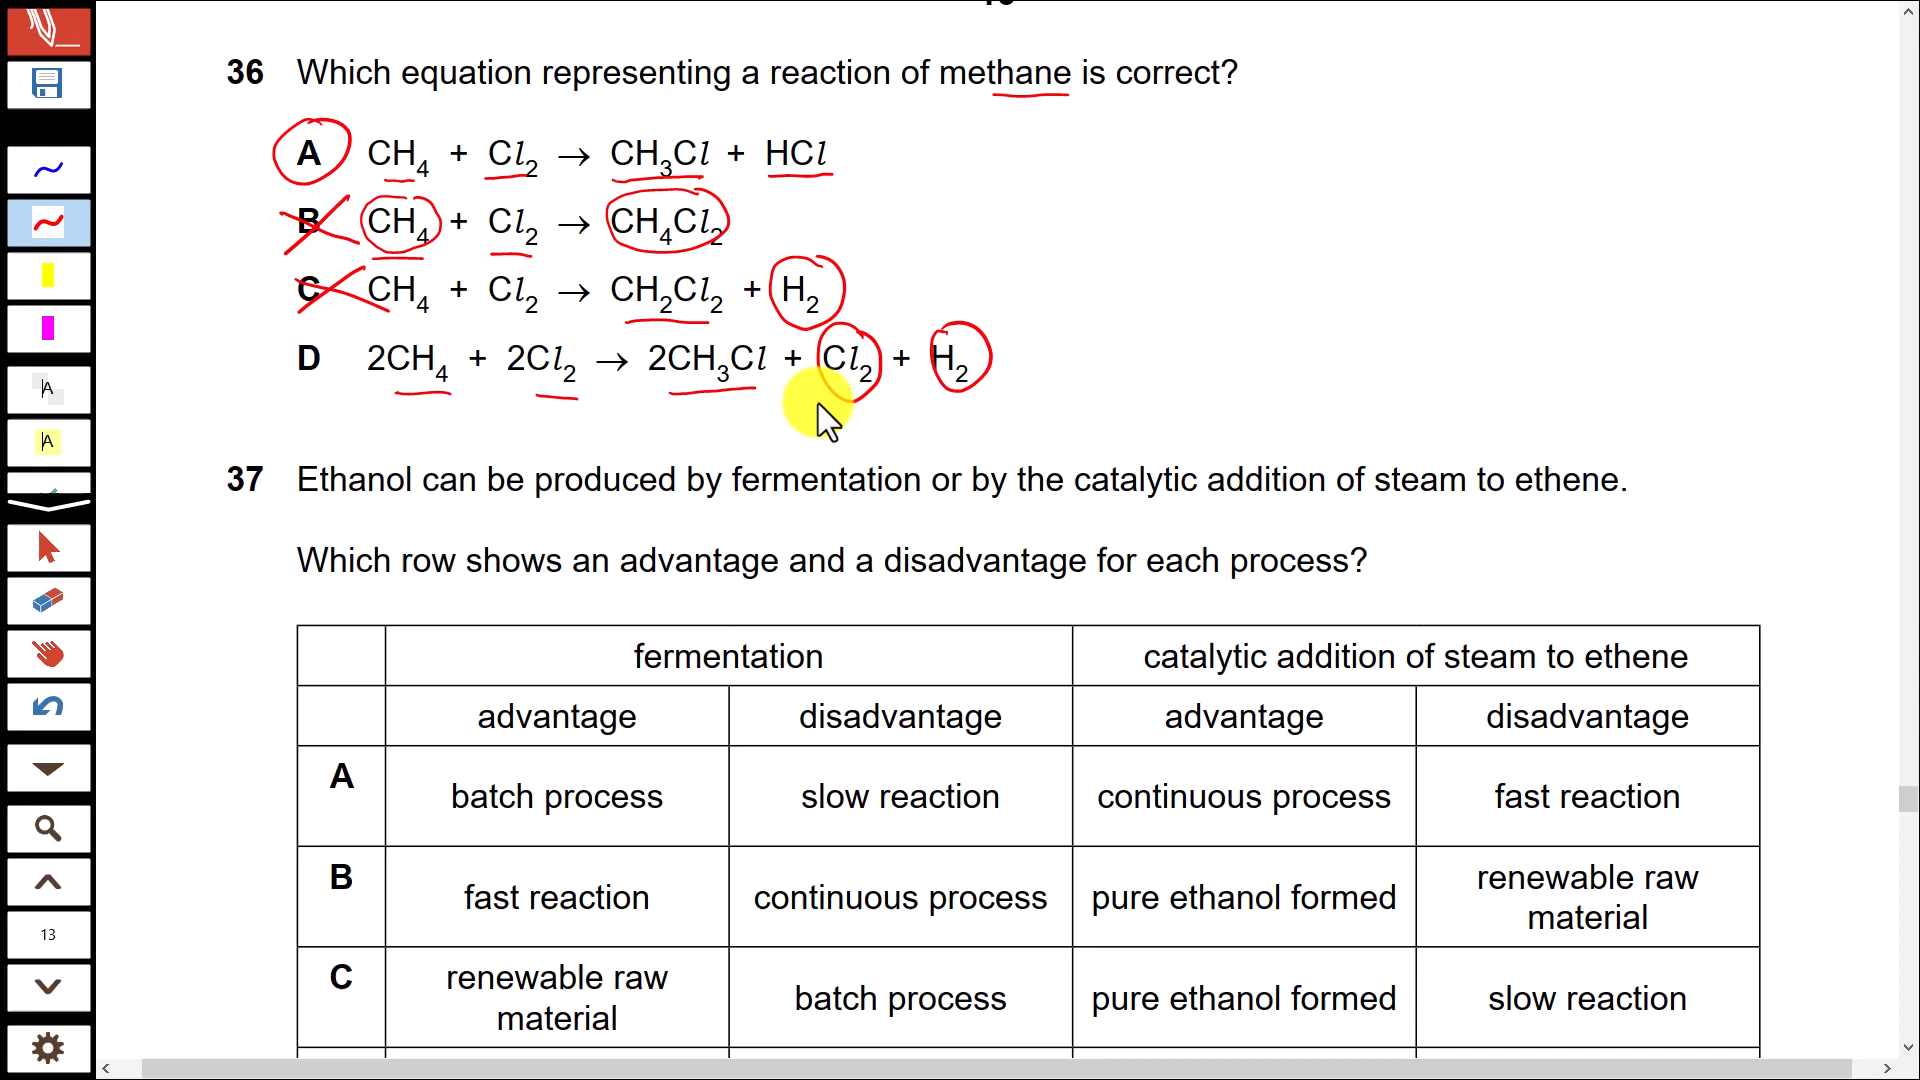 36 Which equation representing a reaction of methane is correct?
A CH4 + Cl2 → CH3Cl + HCl
B CH4 + Cl2 → CH4Cl2
C CH4 + Cl2 → CH2Cl2 + H2
D 2CH4 + 2Cl2 → 2CH3Cl + Cl2 + H2
37 Ethanol can be produced by fermentation or by the catalytic addition of steam to ethene.
Which row shows an advantage and a disadvantage for each process?
fermentation catalytic addition of steam to ethene
advantage disadvantage advantage disadvantage
A batch process slow reaction continuous process fast reaction
B fast reaction continuous process pure ethanol formed renewable raw
material
C renewable raw
material batch process pure ethanol formed slow reaction
A
A
13